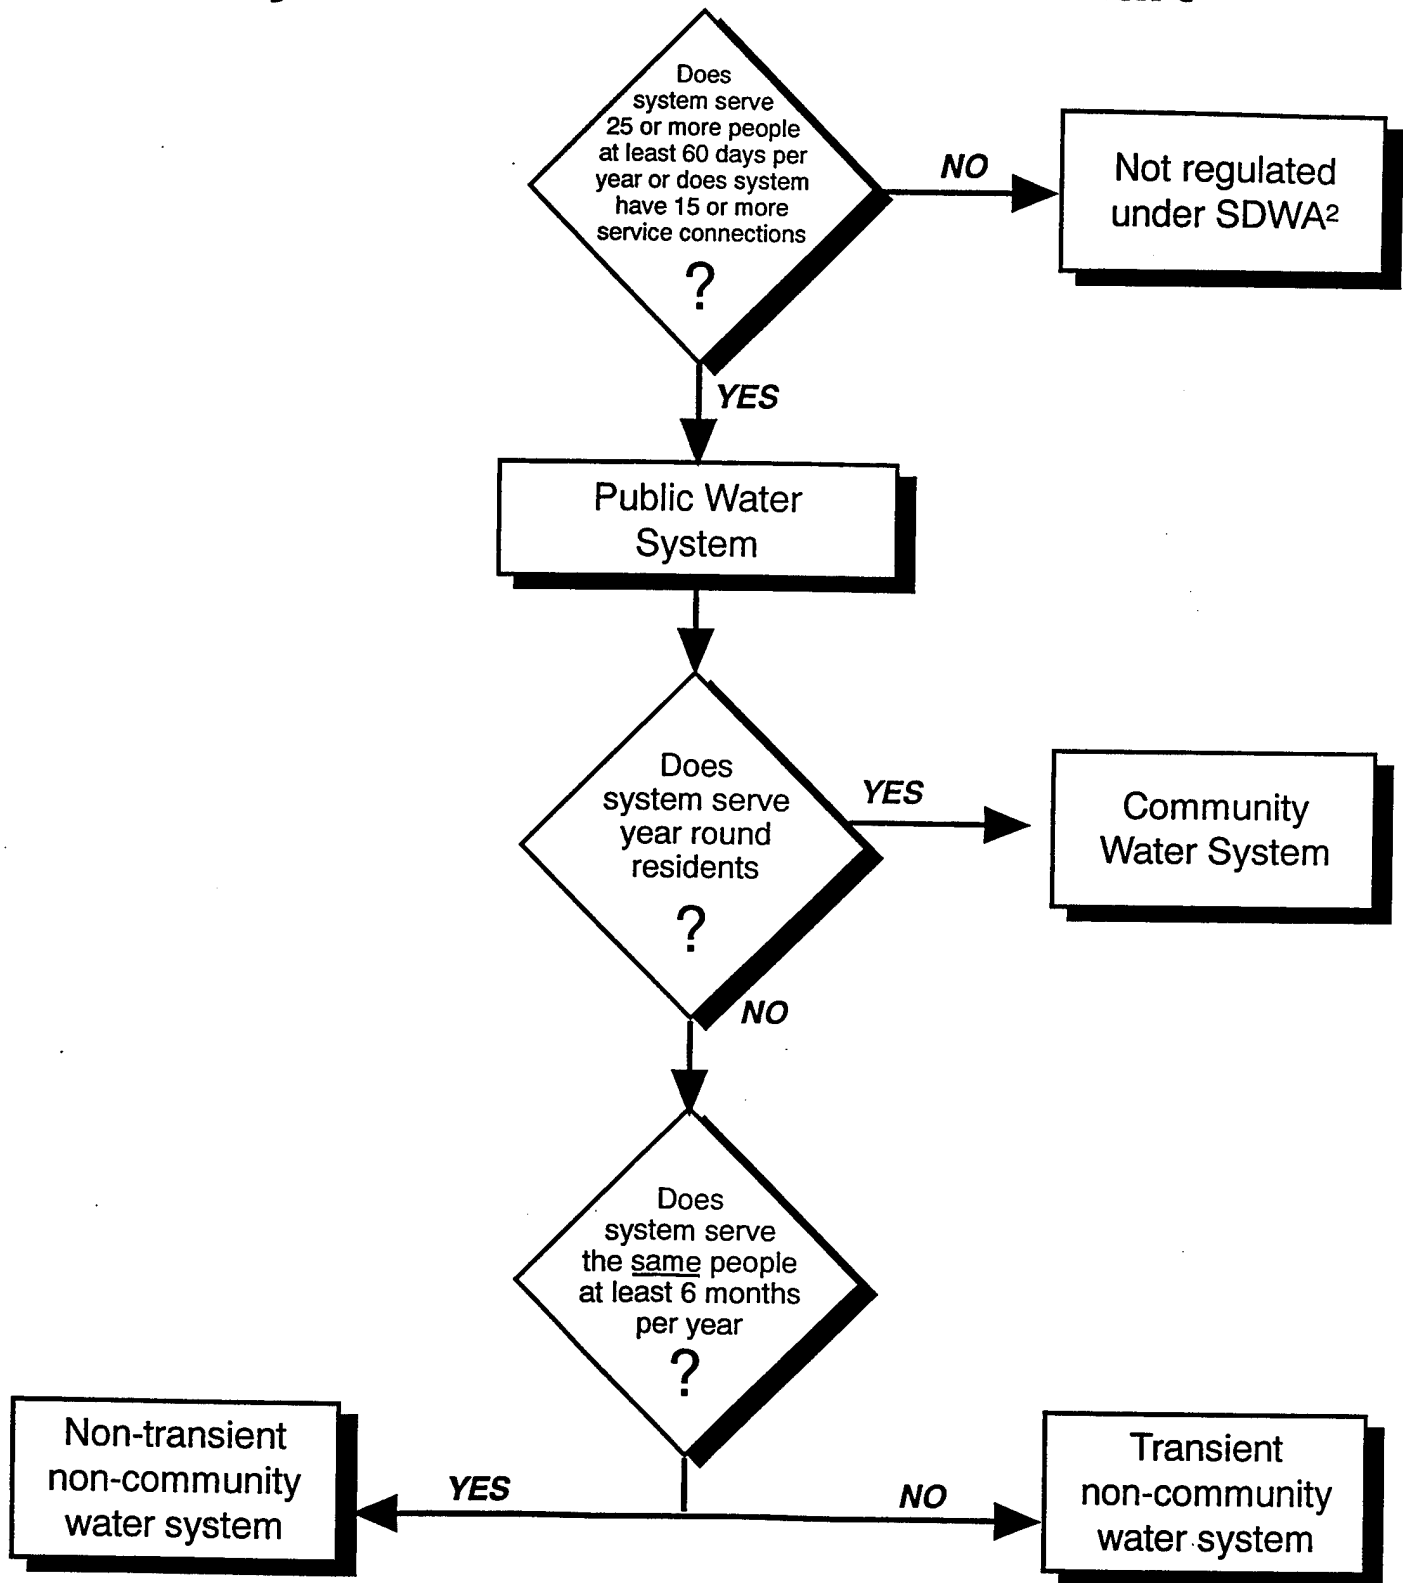 Does
system serve
25 or more people
at least 60 days per
year or does system
have 15 or more
service connections
?
NO
Not regulated
under SDWA²
YES
Public Water
System
Does
system serve
year round
residents
?
YES
Community
Water System
NO
Does
system serve
the same people
at least 6 months
per year
?
Non-transient
non-community
water system
YES
NO
Transient
non-community
water system